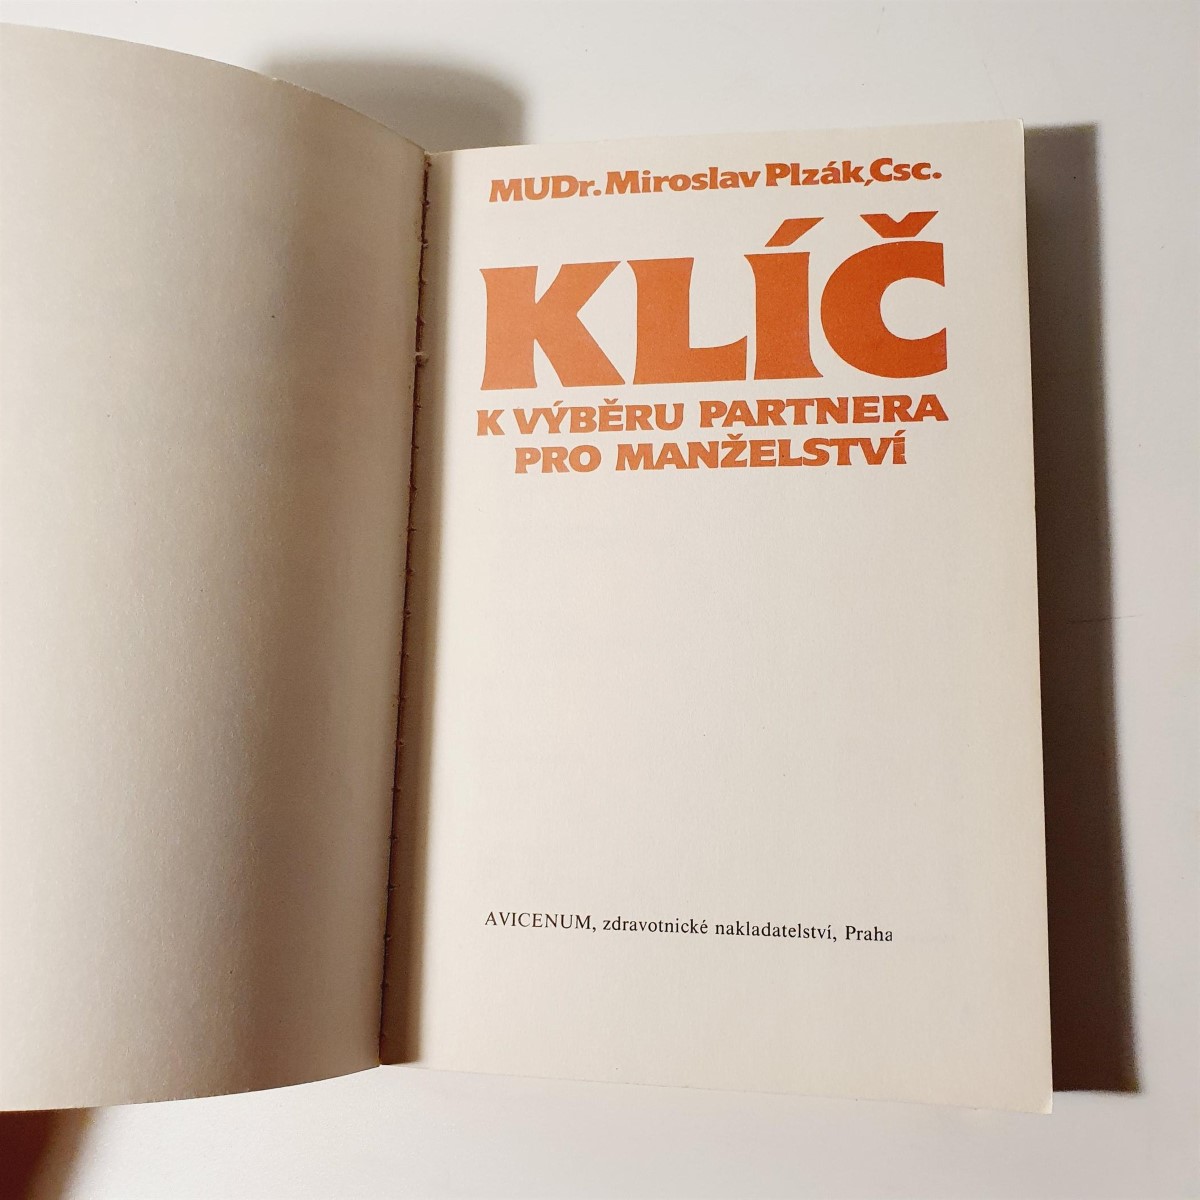 MUDr. Miroslav Plzák, Csc.
KLÍČ
K VÝBĚRU PARTNERA
PRO MANŽELSTVÍ
AVICENUM, zdravotnické nakladatelství, Praha